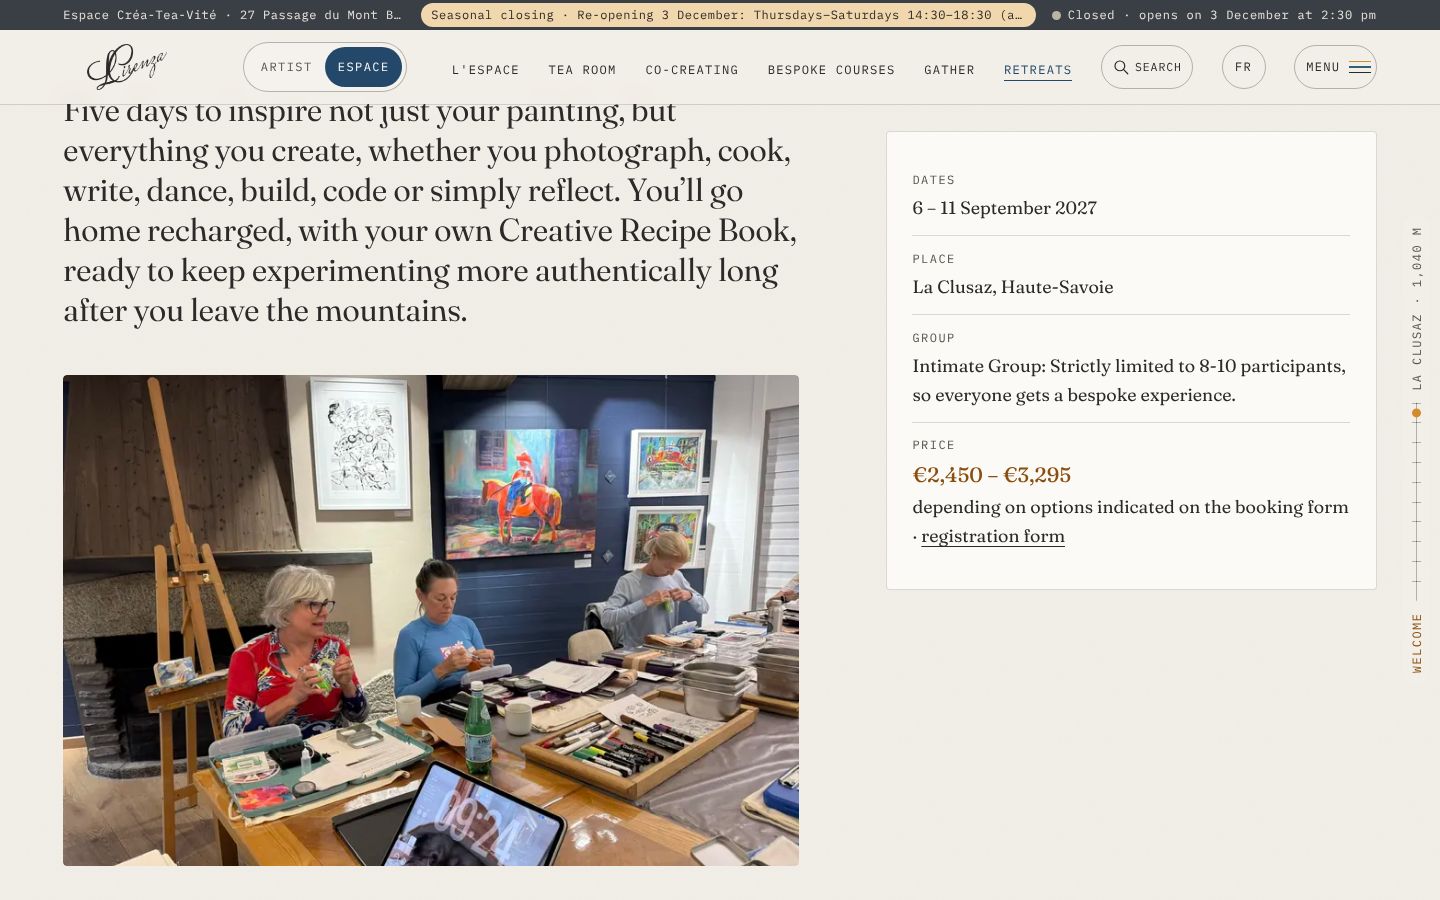 Espace Créa-Tea-Vité · 27 Passage du Mont B…
Seasonal closing · Re-opening 3 December: Thursdays–Saturdays 14:30–18:30 (a…
Closed · opens on 3 December at 2:30 pm
Lirenza
ARTIST
ESPACE
L'ESPACE
TEA ROOM
CO-CREATING
BESPOKE COURSES
GATHER
RETREATS
SEARCH
FR
MENU
Five days to inspire not just your painting, but
everything you create, whether you photograph, cook,
write, dance, build, code or simply reflect. You’ll go
home recharged, with your own Creative Recipe Book,
ready to keep experimenting more authentically long
after you leave the mountains.
09:24
DATES
6 – 11 September 2027
PLACE
La Clusaz, Haute-Savoie
GROUP
Intimate Group: Strictly limited to 8-10 participants,
so everyone gets a bespoke experience.
PRICE
€2,450 – €3,295
depending on options indicated on the booking form
· registration form
LA CLUSAZ · 1,040 M
WELCOME